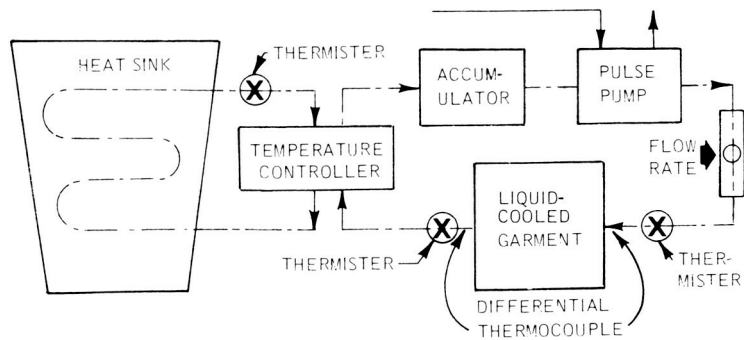 HEAT SINK
THERMISTER
ACCUM-
ULATOR
PULSE
PUMP
TEMPERATURE
CONTROLLER
FLOW
RATE
LIQUID-
COOLED
GARMENT
THERMISTER
THER-
MISTER
DIFFERENTIAL
THERMOCOUPLE